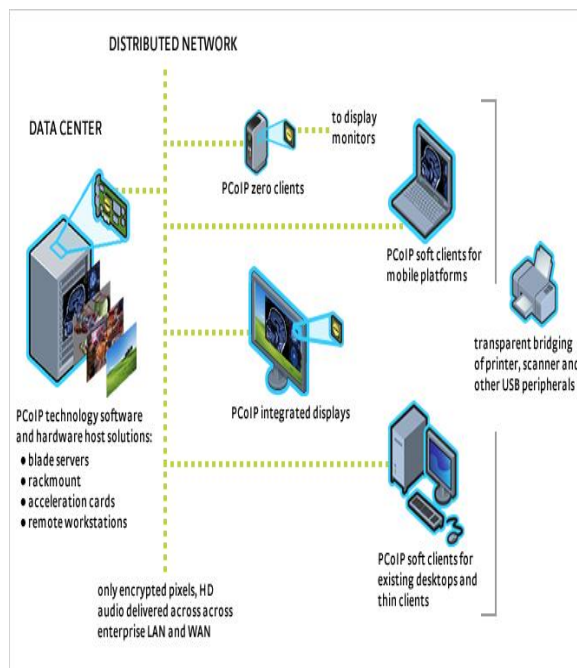 DISTRIBUTED NETWORK
DATA CENTER
to display
monitors
PCoIP zero clients
PCoIP soft clients for
mobile platforms
transparent bridging
of printer, scanner and
other USB peripherals
PCoIP integrated displays
PCoIP technology software
and hardware host solutions:
● blade servers
● rackmount
● acceleration cards
● remote workstations
PCoIP soft clients for
existing desktops and
thin clients
only encrypted pixels, HD
audio delivered across across
enterprise LAN and WAN